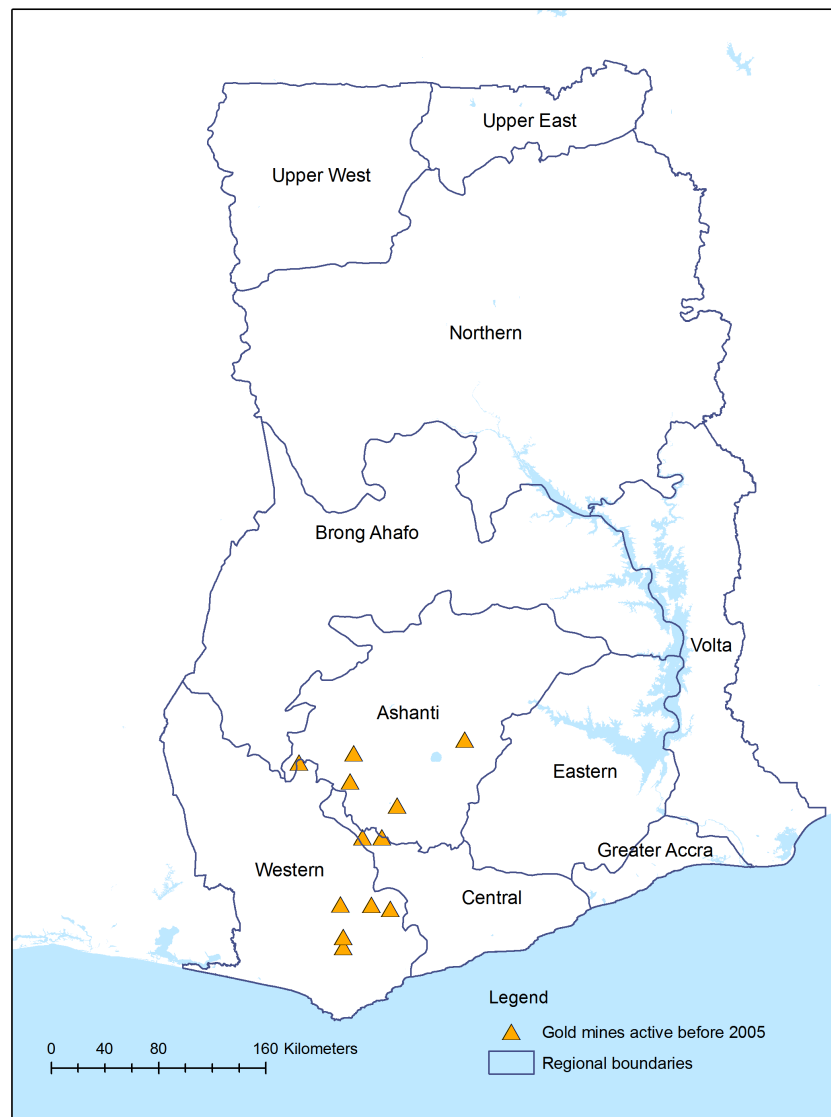 Upper East
Upper West
Northern
Brong Ahafo
Volta
Ashanti
Eastern
Greater Accra
Western
Central
Legend
Gold mines active before 2005
Regional boundaries
0 40 80 160 Kilometers